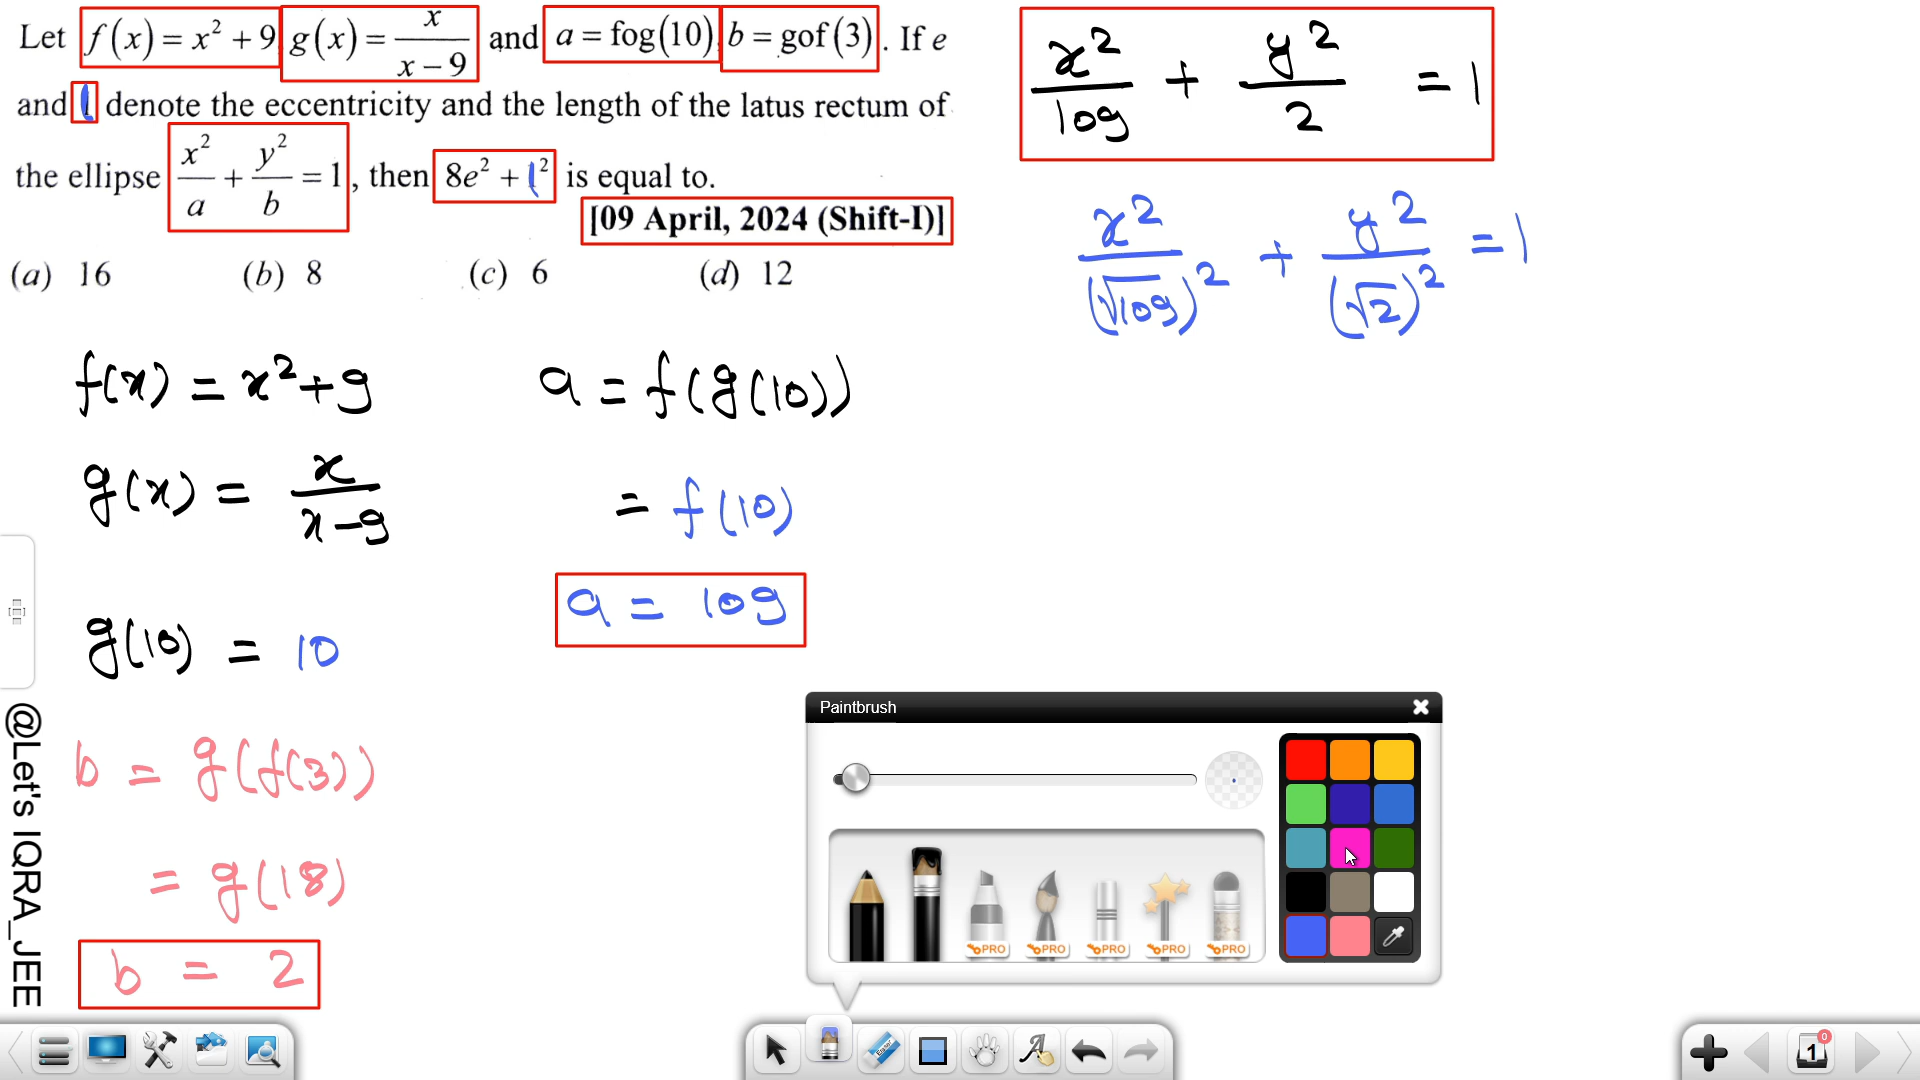 Let f(x) = x² + 9, g(x) = x/(x − 9) and a = fog(10), b = gof(3). If e
and l denote the eccentricity and the length of the latus rectum of
the ellipse x²/a + y²/b = 1, then 8e² + l² is equal to.
[09 April, 2024 (Shift-I)]
(a) 16 (b) 8 (c) 6 (d) 12
x²/109 + y²/2 = 1
x²/(√109)² + y²/(√2)² = 1
f(x) = x² + 9
g(x) = x/(x − 9)
g(10) = 10
a = f(g(10))
= f(10)
a = 109
b = g(f(3))
= g(18)
b = 2
@Let's IQRA_JEE
Paintbrush
PRO PRO PRO PRO PRO
Eraser
A
1
0